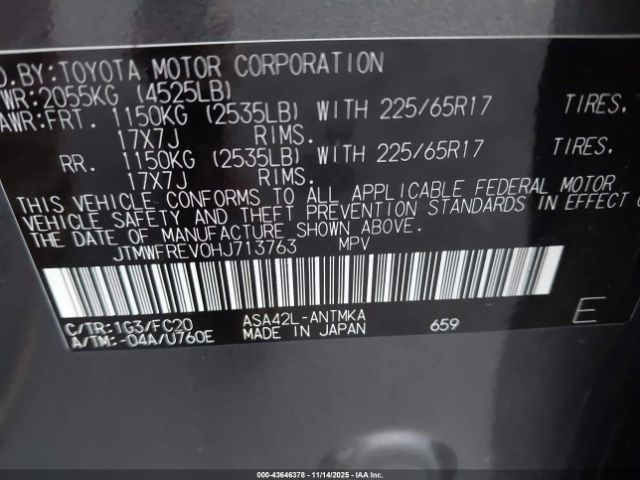 D.BY:TOYOTA MOTOR CORPORATION
WR:2055KG (4525LB)
AWR:FRT. 1150KG (2535LB) WITH 225/65R17 TIRES.
17X7J RIMS.
RR. 1150KG (2535LB) WITH 225/65R17 TIRES.
17X7J RIMS.
THIS VEHICLE CONFORMS TO ALL APPLICABLE FEDERAL MOTOR
VEHICLE SAFETY AND THEFT PREVENTION STANDARDS IN EFFECT
THE DATE OF MANUFACTURE SHOWN ABOVE.
JTMWFREV0HJ713763 MPV
C/TR:1G3/FC20 ASA42L-ANTMKA
A/TM:-04A/U760E MADE IN JAPAN 659 E
000-43646378 - 11/14/2025 - IAA Inc.